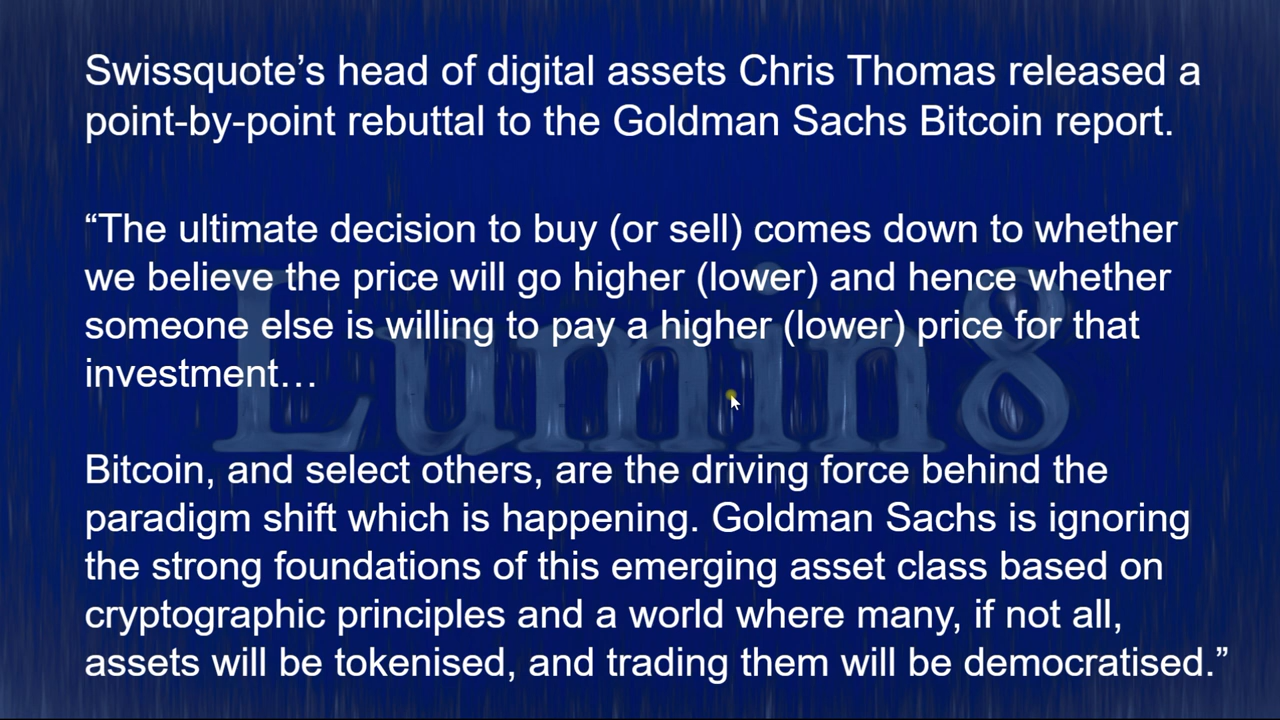 Swissquote’s head of digital assets Chris Thomas released a
point-by-point rebuttal to the Goldman Sachs Bitcoin report.
“The ultimate decision to buy (or sell) comes down to whether
we believe the price will go higher (lower) and hence whether
someone else is willing to pay a higher (lower) price for that
investment…
Lumin8
Bitcoin, and select others, are the driving force behind the
paradigm shift which is happening. Goldman Sachs is ignoring
the strong foundations of this emerging asset class based on
cryptographic principles and a world where many, if not all,
assets will be tokenised, and trading them will be democratised.”